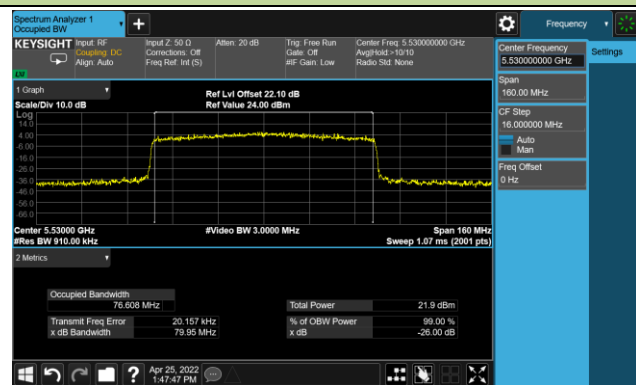 Spectrum Analyzer 1
Occupied BW
+
Frequency
KEYSIGHT
Input: RF
Coupling: DC
Align: Auto
Input Z: 50 Ω
Corrections: Off
Freq Ref: Int (S)
Atten: 20 dB
Trig: Free Run
Gate: Off
#IF Gain: Low
Center Freq: 5.530000000 GHz
Avg|Hold:>10/10
Radio Std: None
Center Frequency
5.530000000 GHz
Settings
Span
160.00 MHz
CF Step
16.000000 MHz
Auto
Man
Freq Offset
0 Hz
1 Graph
Scale/Div 10.0 dB
Ref Lvl Offset 22.10 dB
Ref Value 24.00 dBm
Log
14.0
4.00
-6.00
-16.0
-26.0
-36.0
-46.0
-56.0
-66.0
Center 5.53000 GHz
#Res BW 910.00 kHz
#Video BW 3.0000 MHz
Span 160 MHz
Sweep 1.07 ms (2001 pts)
2 Metrics
Occupied Bandwidth
76.608 MHz
Total Power 21.9 dBm
Transmit Freq Error 20.157 kHz
% of OBW Power 99.00 %
x dB Bandwidth 79.95 MHz
x dB -26.00 dB
?
Apr 25, 2022
1:47:47 PM